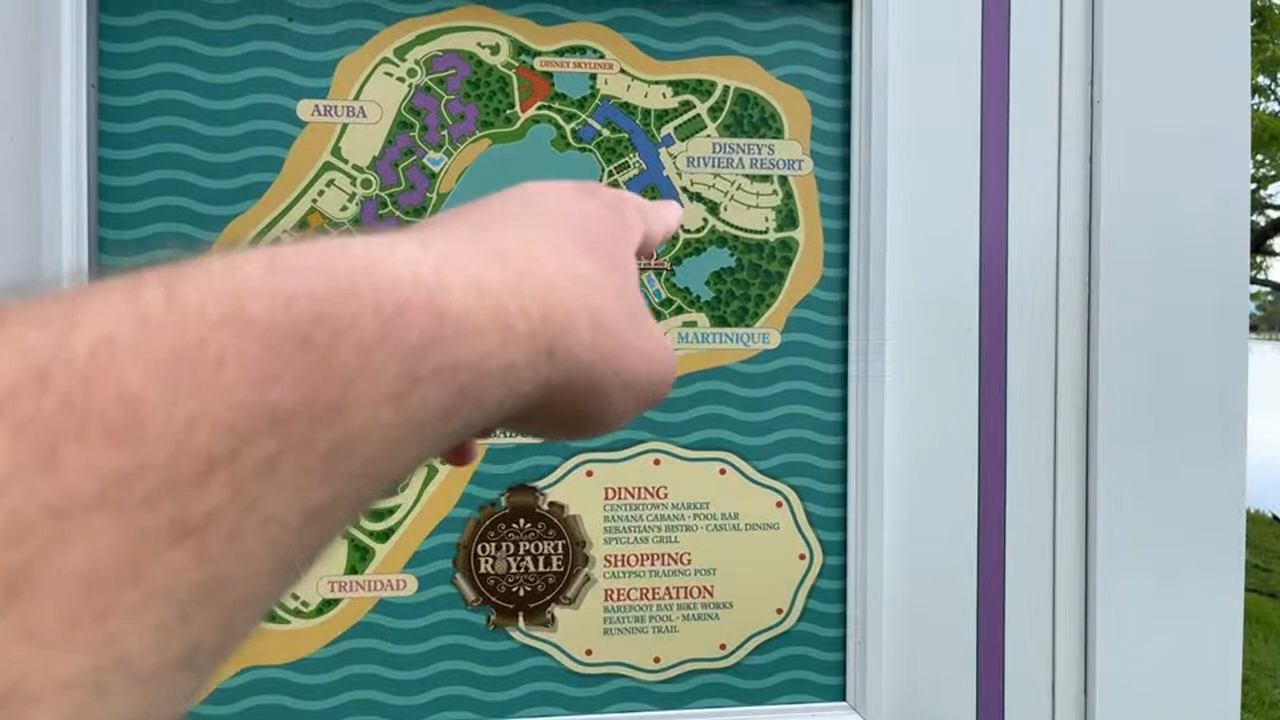 DISNEY SKYLINER
ARUBA
DISNEY'S
RIVIERA RESORT
MARTINIQUE
TRINIDAD
OLD PORT
ROYALE
DINING
CENTERTOWN MARKET
BANANA CABANA • POOL BAR
SEBASTIAN'S BISTRO • CASUAL DINING
SPYGLASS GRILL
SHOPPING
CALYPSO TRADING POST
RECREATION
BAREFOOT BAY BIKE WORKS
FEATURE POOL • MARINA
RUNNING TRAIL